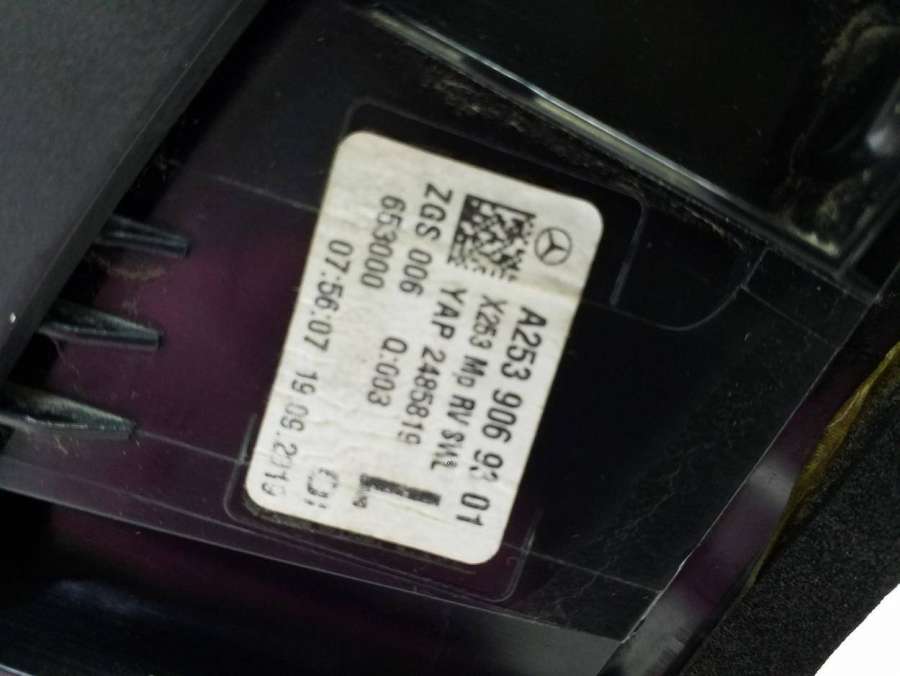 A253 906 93 01
X253 Mp RV SWL
ZGS 006 YAP 2485819
653000 Q:003
07:56:07 19.09.2019
L